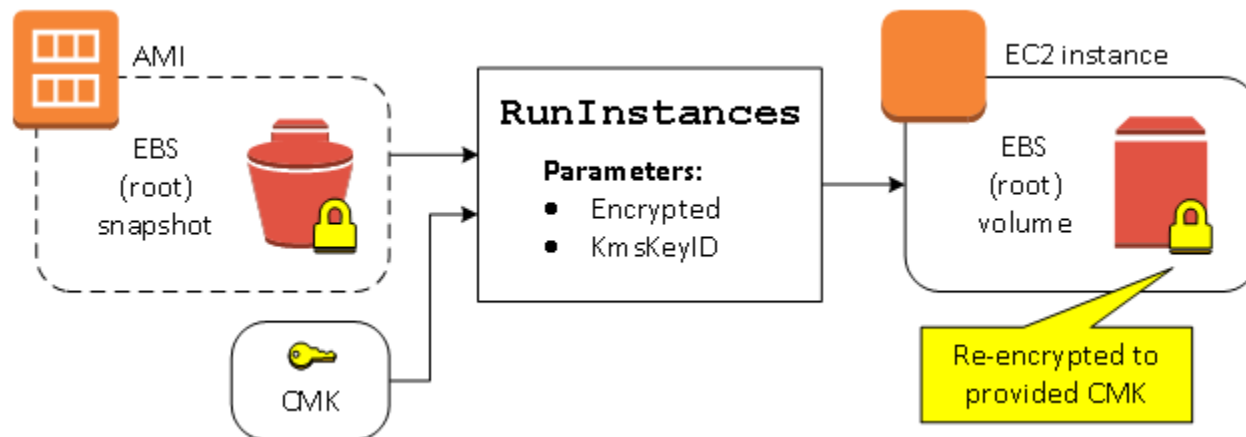 AMI
EBS
(root)
snapshot
CMK
RunInstances
Parameters:
● Encrypted
● KmsKeyID
EC2 instance
EBS
(root)
volume
Re-encrypted to
provided CMK